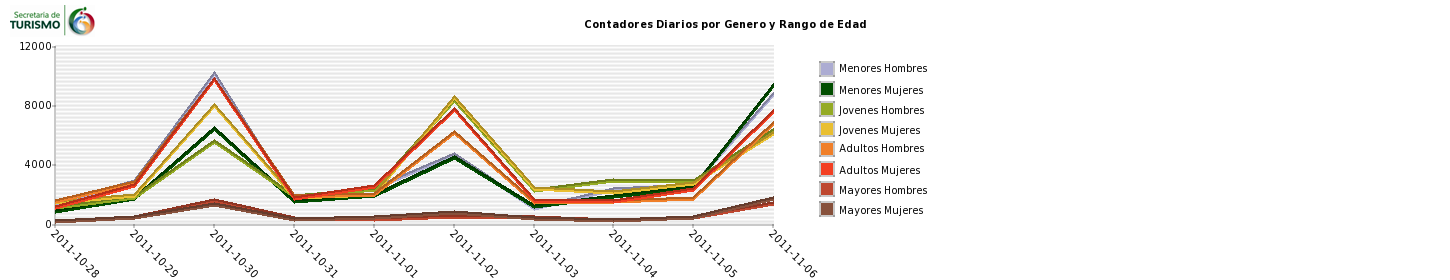 Secretaría de
TURISMO
Contadores Diarios por Genero y Rango de Edad
12000
8000
4000
0
2011-10-28
2011-10-29
2011-10-30
2011-10-31
2011-11-01
2011-11-02
2011-11-03
2011-11-04
2011-11-05
2011-11-06
Menores Hombres
Menores Mujeres
Jovenes Hombres
Jovenes Mujeres
Adultos Hombres
Adultos Mujeres
Mayores Hombres
Mayores Mujeres